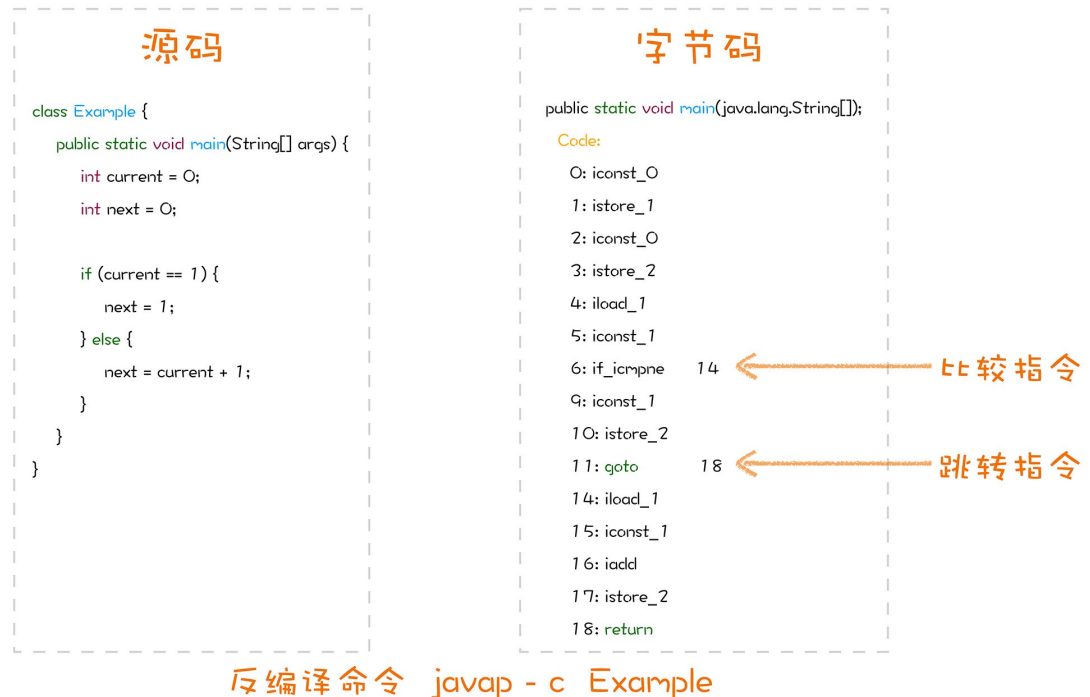 源码
class Example {
public static void main(String[] args) {
int current = 0;
int next = 0;
if (current == 1) {
next = 1;
} else {
next = current + 1;
}
}
}
字节码
public static void main(java.lang.String[]);
Code:
0: iconst_0
1: istore_1
2: iconst_0
3: istore_2
4: iload_1
5: iconst_1
6: if_icmpne 14
比较指令
9: iconst_1
10: istore_2
11: goto 18
跳转指令
14: iload_1
15: iconst_1
16: iadd
17: istore_2
18: return
反编译命令 javap - c Example